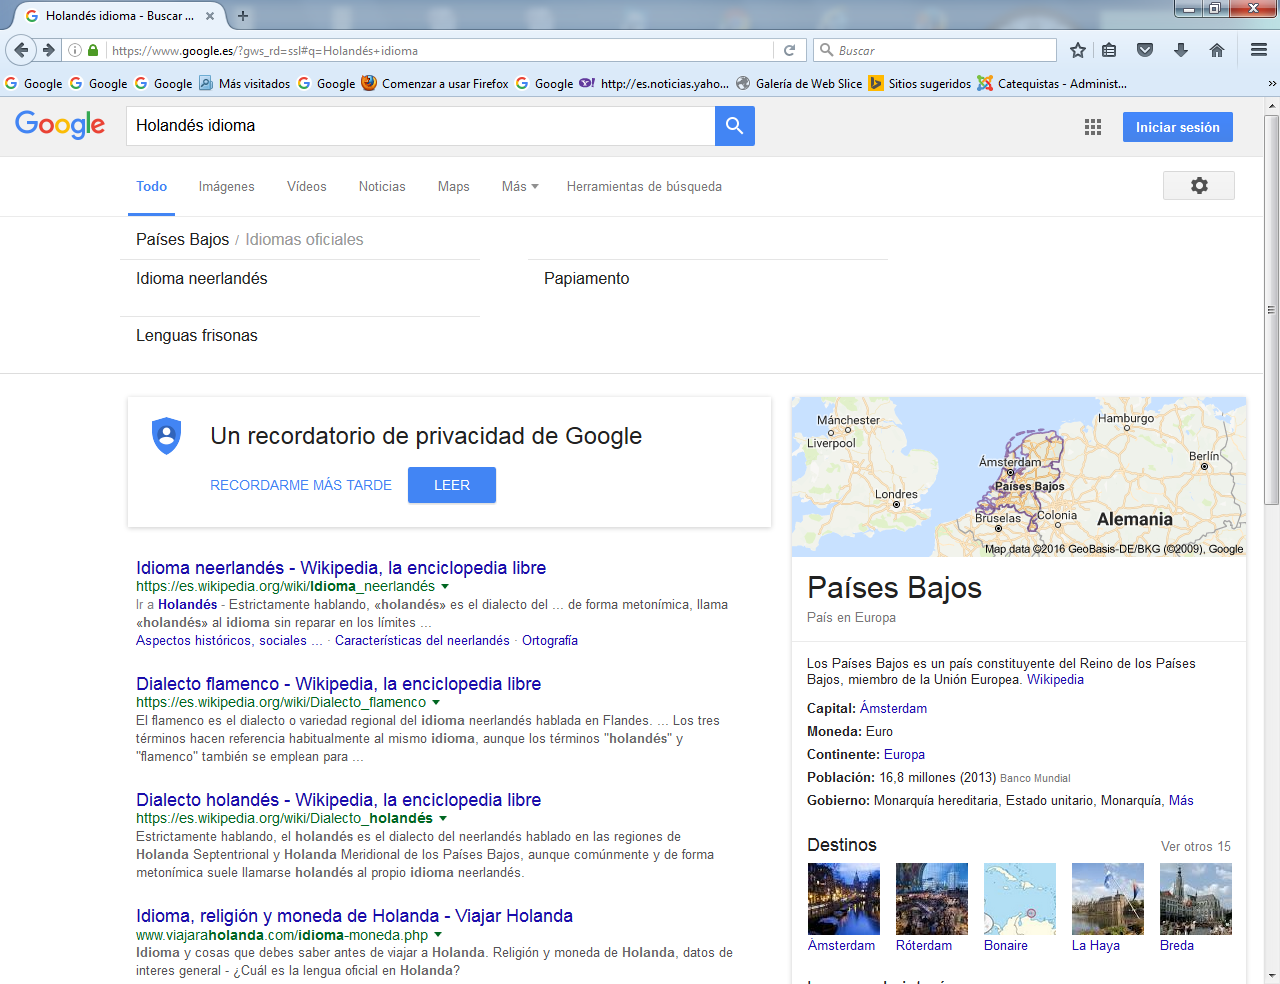 Holandés idioma - Buscar ...
https://www.google.es/?gws_rd=ssl#q=Holandés+idioma
Buscar
Google Google Google Más visitados Google Comenzar a usar Firefox Google http://es.noticias.yaho... Galería de Web Slice Sitios sugeridos Catequistas - Administ... »
Google
Holandés idioma
Iniciar sesión
Todo Imágenes Vídeos Noticias Maps Más Herramientas de búsqueda
Países Bajos / Idiomas oficiales
Idioma neerlandés
Papiamento
Lenguas frisonas
Un recordatorio de privacidad de Google
RECORDARME MÁS TARDE LEER
Idioma neerlandés - Wikipedia, la enciclopedia libre
https://es.wikipedia.org/wiki/Idioma_neerlandés
Ir a Holandés - Estrictamente hablando, «holandés» es el dialecto del ... de forma metonímica, llama
«holandés» al idioma sin reparar en los límites ...
Aspectos históricos, sociales ... · Características del neerlandés · Ortografía
Dialecto flamenco - Wikipedia, la enciclopedia libre
https://es.wikipedia.org/wiki/Dialecto_flamenco
El flamenco es el dialecto o variedad regional del idioma neerlandés hablada en Flandes. ... Los tres
términos hacen referencia habitualmente al mismo idioma, aunque los términos "holandés" y
"flamenco" también se emplean para ...
Dialecto holandés - Wikipedia, la enciclopedia libre
https://es.wikipedia.org/wiki/Dialecto_holandés
Estrictamente hablando, el holandés es el dialecto del neerlandés hablado en las regiones de
Holanda Septentrional y Holanda Meridional de los Países Bajos, aunque comúnmente y de forma
metonímica suele llamarse holandés al propio idioma neerlandés.
Idioma, religión y moneda de Holanda - Viajar Holanda
www.viajaraholanda.com/idioma-moneda.php
Idioma y cosas que debes saber antes de viajar a Holanda. Religión y moneda de Holanda, datos de
interes general - ¿Cuál es la lengua oficial en Holanda?
Mánchester
Liverpool
Hamburgo
Ámsterdam
Berlín
Países Bajos
Londres
Bruselas
Colonia
Alemania
Map data ©2016 GeoBasis-DE/BKG (©2009), Google
Países Bajos
País en Europa
Los Países Bajos es un país constituyente del Reino de los Países
Bajos, miembro de la Unión Europea. Wikipedia
Capital: Ámsterdam
Moneda: Euro
Continente: Europa
Población: 16,8 millones (2013) Banco Mundial
Gobierno: Monarquía hereditaria, Estado unitario, Monarquía, Más
Destinos
Ver otros 15
Ámsterdam Róterdam Bonaire La Haya Breda